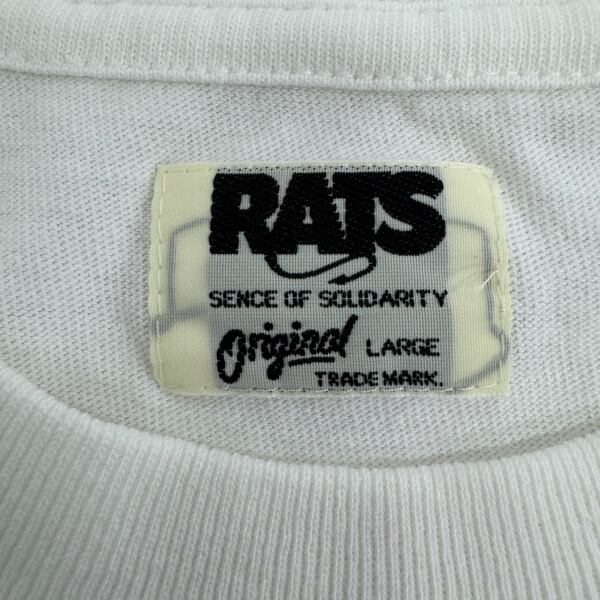 RATS
SENCE OF SOLIDARITY
Original LARGE
TRADE MARK.